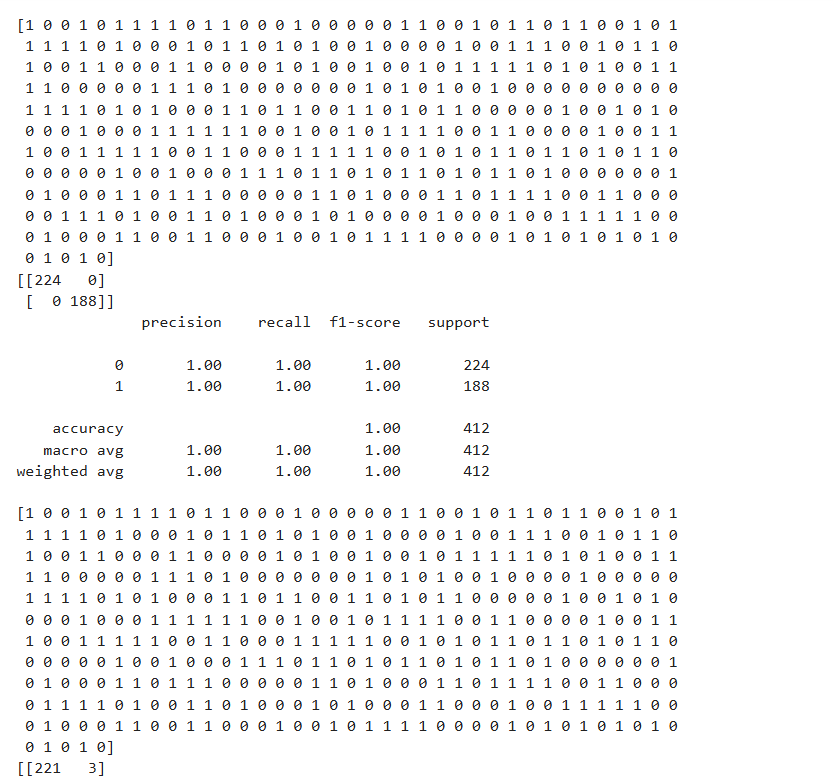 [1 0 0 1 0 1 1 1 1 0 1 1 0 0 0 1 0 0 0 0 0 1 1 0 0 1 0 1 1 0 1 1 0 0 1 0 1
1 1 1 1 0 1 0 0 0 1 0 1 1 0 1 0 1 0 0 1 0 0 0 0 1 0 0 1 1 1 0 0 1 0 1 1 0
1 0 0 1 1 0 0 0 1 1 0 0 0 0 1 0 1 0 0 1 0 0 1 0 1 1 1 1 1 0 1 0 1 0 0 1 1
1 1 0 0 0 0 0 1 1 1 0 1 0 0 0 0 0 0 0 1 0 1 0 1 0 0 1 0 0 0 0 0 0 0 0 0 0
1 1 1 1 0 1 0 1 0 0 0 1 1 0 1 1 0 0 1 1 0 1 0 1 1 0 0 0 0 0 1 0 0 1 0 1 0
0 0 0 1 0 0 0 1 1 1 1 1 1 0 0 1 0 0 1 0 1 1 1 1 0 0 1 1 0 0 0 0 1 0 0 1 1
1 0 0 1 1 1 1 1 0 0 1 1 0 0 0 1 1 1 1 1 0 0 1 0 1 0 1 1 0 1 1 0 1 0 1 1 0
0 0 0 0 0 1 0 0 1 0 0 0 1 1 1 0 1 1 0 1 0 1 1 0 1 0 1 1 0 1 0 0 0 0 0 0 1
0 1 0 0 0 1 1 0 1 1 1 0 0 0 0 0 1 1 0 1 0 0 0 1 1 0 1 1 1 1 0 0 1 1 0 0 0
0 0 1 1 1 0 1 0 0 1 1 0 1 0 0 0 1 0 1 0 0 0 0 1 0 0 0 1 0 0 1 1 1 1 1 0 0
0 1 0 0 0 1 1 0 0 1 1 0 0 0 1 0 0 1 0 1 1 1 1 0 0 0 0 1 0 1 0 1 0 1 0 1 0
0 1 0 1 0]
[[224 0]
[ 0 188]]
precision recall f1-score support
0 1.00 1.00 1.00 224
1 1.00 1.00 1.00 188
accuracy 1.00 412
macro avg 1.00 1.00 1.00 412
weighted avg 1.00 1.00 1.00 412
[1 0 0 1 0 1 1 1 1 0 1 1 0 0 0 1 0 0 0 0 0 1 1 0 0 1 0 1 1 0 1 1 0 0 1 0 1
1 1 1 1 0 1 0 0 0 1 0 1 1 0 1 0 1 0 0 1 0 0 0 0 1 0 0 1 1 1 0 0 1 0 1 1 0
1 0 0 1 1 0 0 0 1 1 0 0 0 0 1 0 1 0 0 1 0 0 1 0 1 1 1 1 1 0 1 0 1 0 0 1 1
1 1 0 0 0 0 0 1 1 1 0 1 0 0 0 0 0 0 0 1 0 1 0 1 0 0 1 0 0 0 0 1 0 0 0 0 0
1 1 1 1 0 1 0 1 0 0 0 1 1 0 1 1 0 0 1 1 0 1 0 1 1 0 0 0 0 0 1 0 0 1 0 1 0
0 0 0 1 0 0 0 1 1 1 1 1 1 0 0 1 0 0 1 0 1 1 1 1 0 0 1 1 0 0 0 0 1 0 0 1 1
1 0 0 1 1 1 1 1 0 0 1 1 0 0 0 1 1 1 1 1 0 0 1 0 1 0 1 1 0 1 1 0 1 0 1 1 0
0 0 0 0 0 1 0 0 1 0 0 0 1 1 1 0 1 1 0 1 0 1 1 0 1 0 1 1 0 1 0 0 0 0 0 0 1
0 1 0 0 0 1 1 0 1 1 1 0 0 0 0 0 1 1 0 1 0 0 0 1 1 0 1 1 1 1 0 0 1 1 0 0 0
0 1 1 1 1 0 1 0 0 1 1 0 1 0 0 0 1 0 1 0 0 0 1 1 0 0 0 1 0 0 1 1 1 1 1 0 0
0 1 0 0 0 1 1 0 0 1 1 0 0 0 1 0 0 1 0 1 1 1 1 0 0 0 0 1 0 1 0 1 0 1 0 1 0
0 1 0 1 0]
[[221 3]